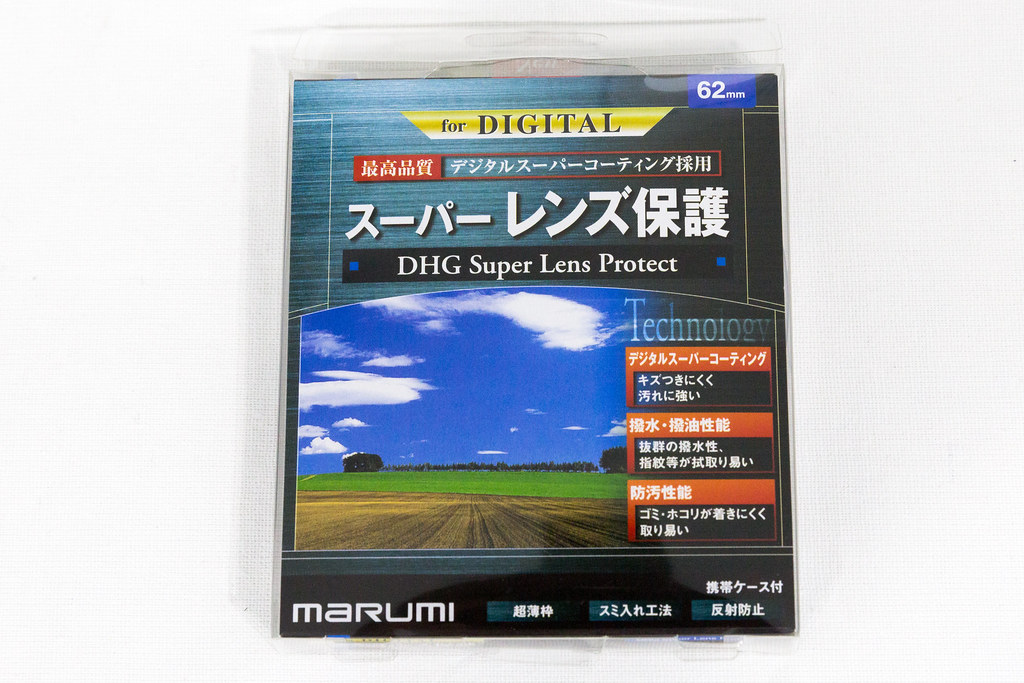 62mm
for DIGITAL
最高品質 デジタルスーパーコーティング採用
スーパーレンズ保護
DHG Super Lens Protect
Technology
デジタルスーパーコーティング
キズつきにくく
汚れに強い
撥水・撥油性能
抜群の撥水性、
指紋等が拭取り易い
防汚性能
ゴミ・ホコリが着きにくく
取り易い
携帯ケース付
marumi 超薄枠 スミ入れ工法 反射防止